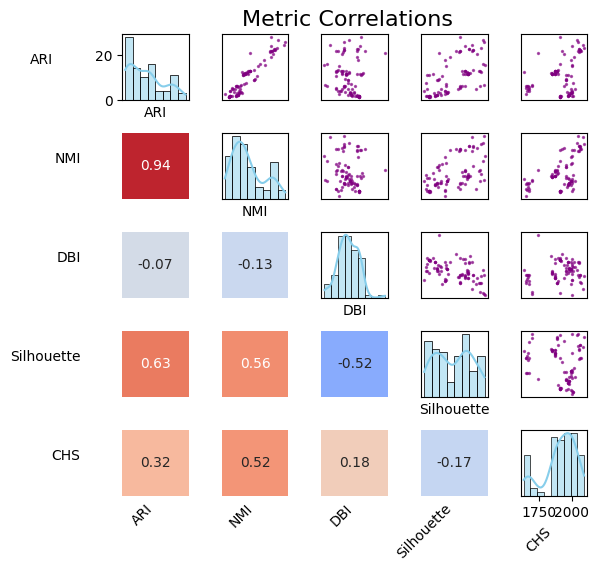 Metric Correlations
ARI
20
0
ARI
NMI
0.94
NMI
DBI
-0.07
-0.13
DBI
Silhouette
0.63
0.56
-0.52
Silhouette
CHS
0.32
0.52
0.18
-0.17
1750
2000
ARI
NMI
DBI
Silhouette
CHS